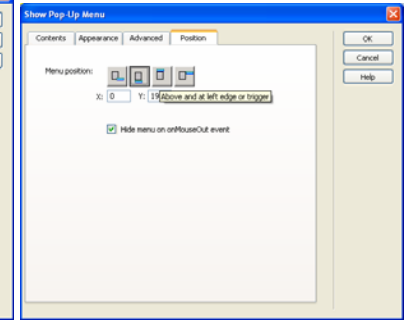 Show Pop-Up Menu
Contents Appearance Advanced Position
OK
Cancel
Help
Menu position:
X: 0 Y: 19
Above and at left edge or trigger
Hide menu on onMouseOut event